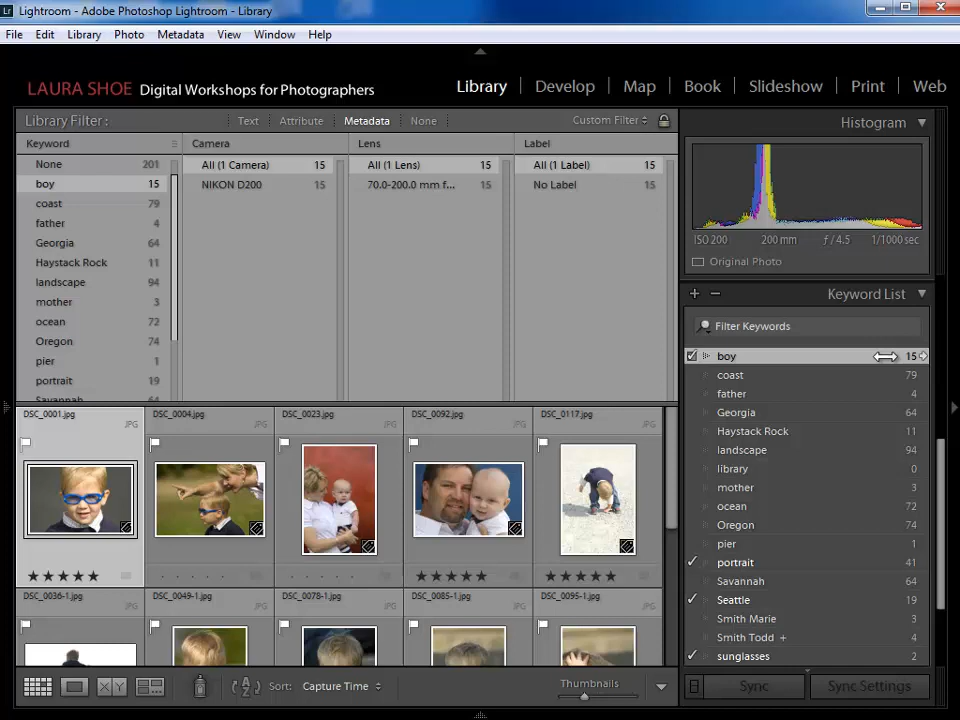 Lr Lightroom - Adobe Photoshop Lightroom - Library
File Edit Library Photo Metadata View Window Help
LAURA SHOE Digital Workshops for Photographers
Library | Develop | Map | Book | Slideshow | Print | Web
Library Filter : Text Attribute Metadata None Custom Filter
Histogram
Keyword Camera Lens Label
None 201
boy 15
coast 79
father 4
Georgia 64
Haystack Rock 11
landscape 94
mother 3
ocean 72
Oregon 74
pier 1
portrait 19
Savannah
All (1 Camera) 15
NIKON D200 15
All (1 Lens) 15
70.0-200.0 mm f... 15
All (1 Label) 15
No Label 15
ISO 200 200 mm ƒ / 4.5 1/1000 sec
Original Photo
+ − Keyword List
Filter Keywords
boy 15
coast 79
father 4
Georgia 64
Haystack Rock 11
landscape 94
library 0
mother 3
ocean 72
Oregon 74
pier 1
portrait 41
Savannah 64
Seattle 19
Smith Marie 3
Smith Todd + 4
sunglasses 2
DSC_0001.jpg DSC_0004.jpg DSC_0023.jpg DSC_0092.jpg DSC_0117.jpg
JPG JPG JPG JPG JPG
DSC_0036-1.jpg DSC_0049-1.jpg DSC_0078-1.jpg DSC_0085-1.jpg DSC_0095-1.jpg
JPG JPG JPG JPG JPG
X Y A Z Sort: Capture Time Thumbnails
Sync Sync Settings